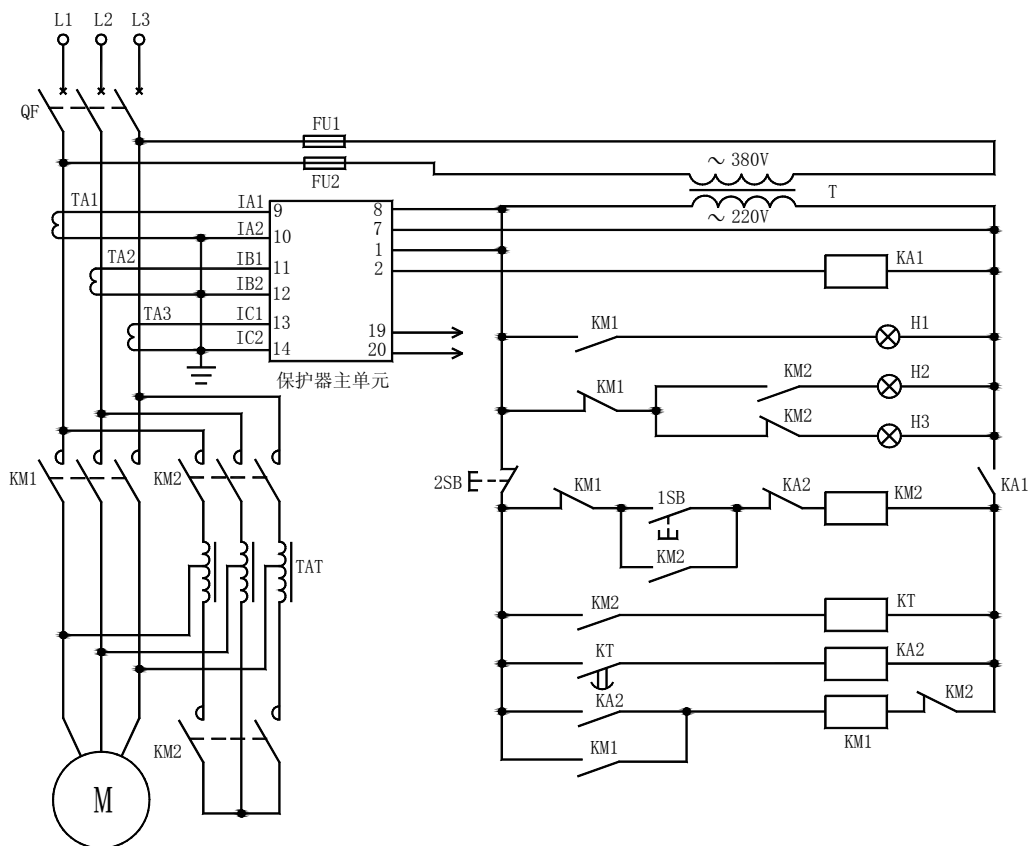 L1 L2 L3
QF
FU1
FU2
～380V
T
～220V
TA1
IA1
9
8
IA2
10
7
TA2
IB1
11
1
IB2
12
2
KA1
TA3
IC1
13
19
IC2
14
20
保护器主单元
KM1
H1
KM1
KM2
H2
KM2
H3
KM1
KM2
2SB
KM1
1SB
KA2
KM2
KA1
KM2
TAT
KM2
KT
KT
KA2
KA2
KM2
KM1
KM1
KM2
M